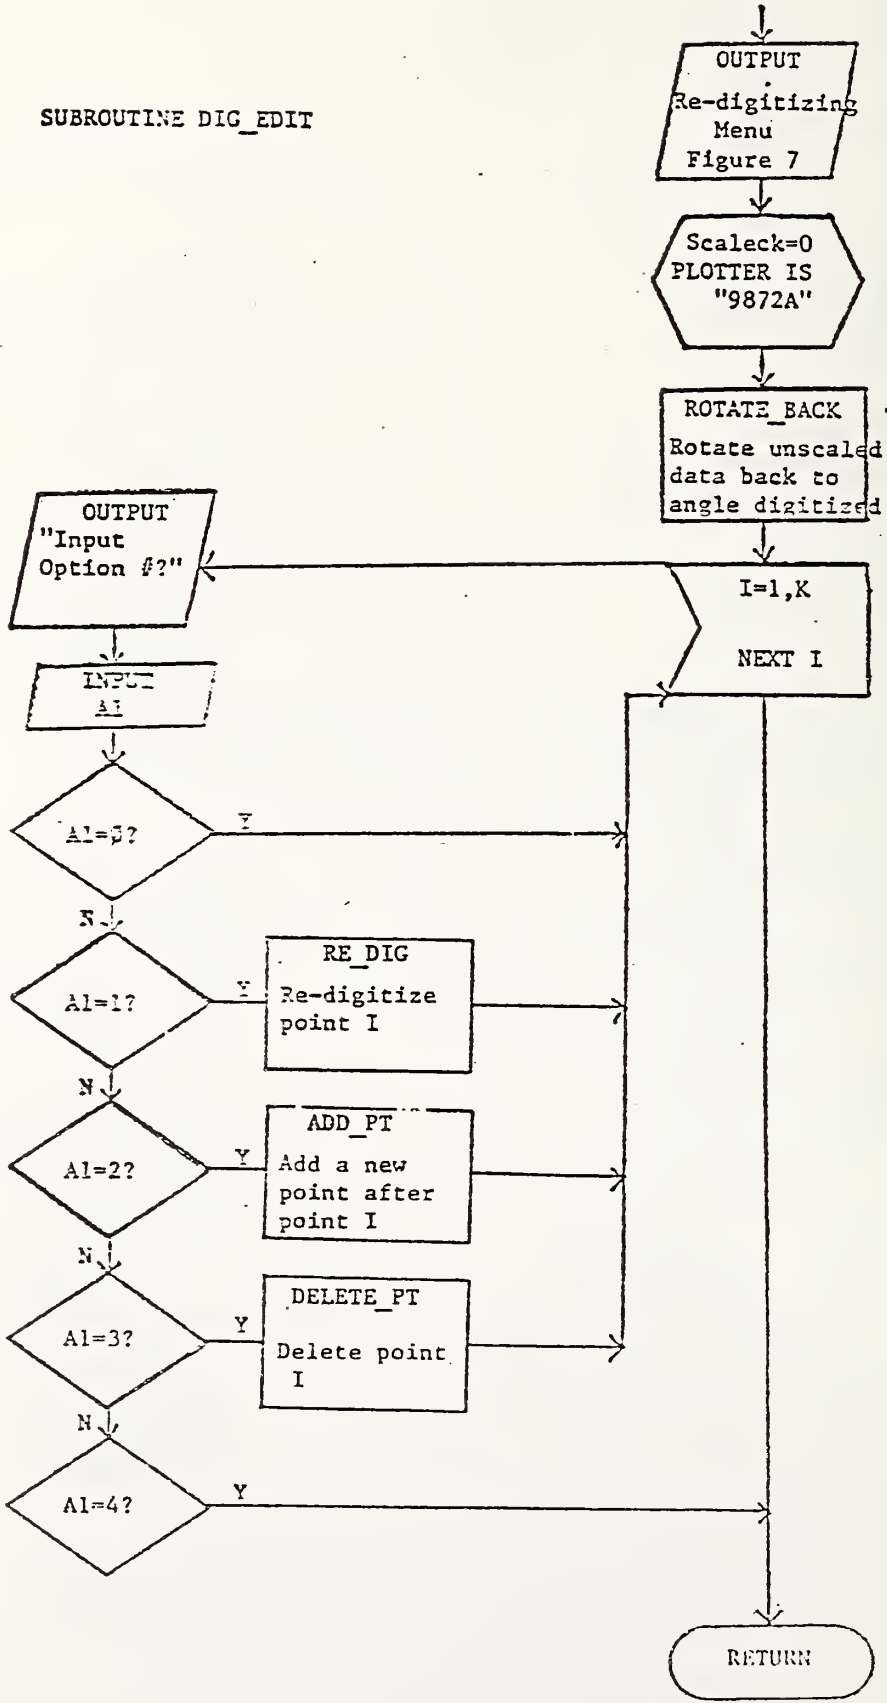 SUBROUTINE DIG_EDIT
OUTPUT
Re-digitizing
Menu
Figure 7
Scaleck=0
PLOTTER IS
"9872A"
ROTATE_BACK
Rotate unscaled
data back to
angle digitized
I=1,K
NEXT I
OUTPUT
"Input
Option #?"
INPUT
A1
A1=0?
Y
N
A1=1?
Y
RE_DIG
Re-digitize
point I
N
A1=2?
Y
ADD_PT
Add a new
point after
point I
N
A1=3?
Y
DELETE_PT
Delete point
I
N
A1=4?
Y
RETURN